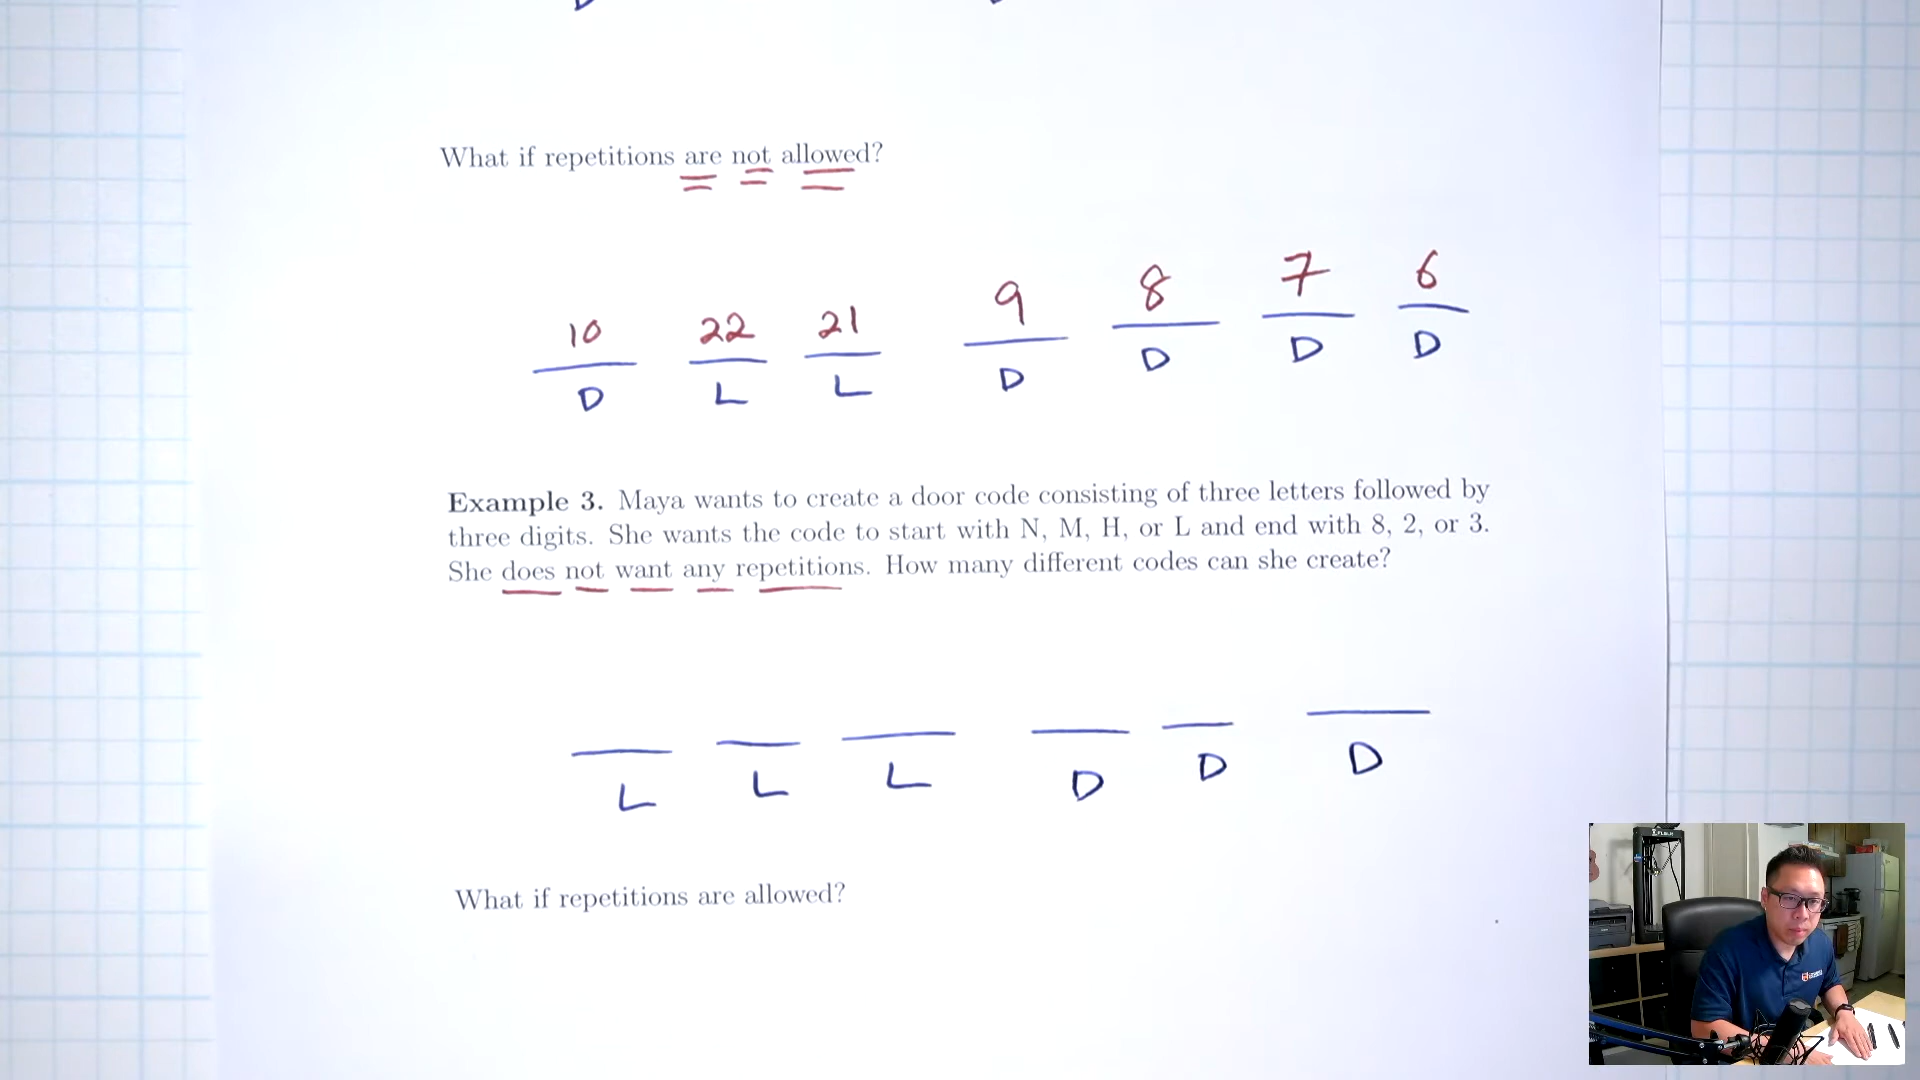 What if repetitions are not allowed?
10 22 21 9 8 7 6
D L L D D D D
Example 3. Maya wants to create a door code consisting of three letters followed by
three digits. She wants the code to start with N, M, H, or L and end with 8, 2, or 3.
She does not want any repetitions. How many different codes can she create?
L L L D D D
What if repetitions are allowed?